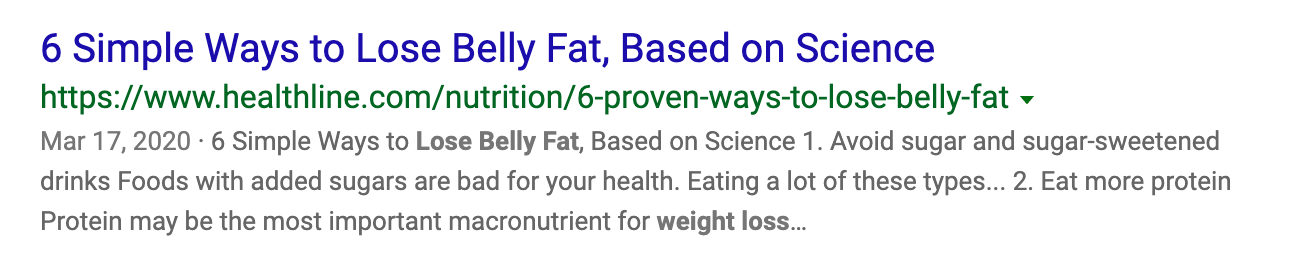 6 Simple Ways to Lose Belly Fat, Based on Science
https://www.healthline.com/nutrition/6-proven-ways-to-lose-belly-fat
Mar 17, 2020 · 6 Simple Ways to Lose Belly Fat, Based on Science 1. Avoid sugar and sugar-sweetened
drinks Foods with added sugars are bad for your health. Eating a lot of these types... 2. Eat more protein
Protein may be the most important macronutrient for weight loss…